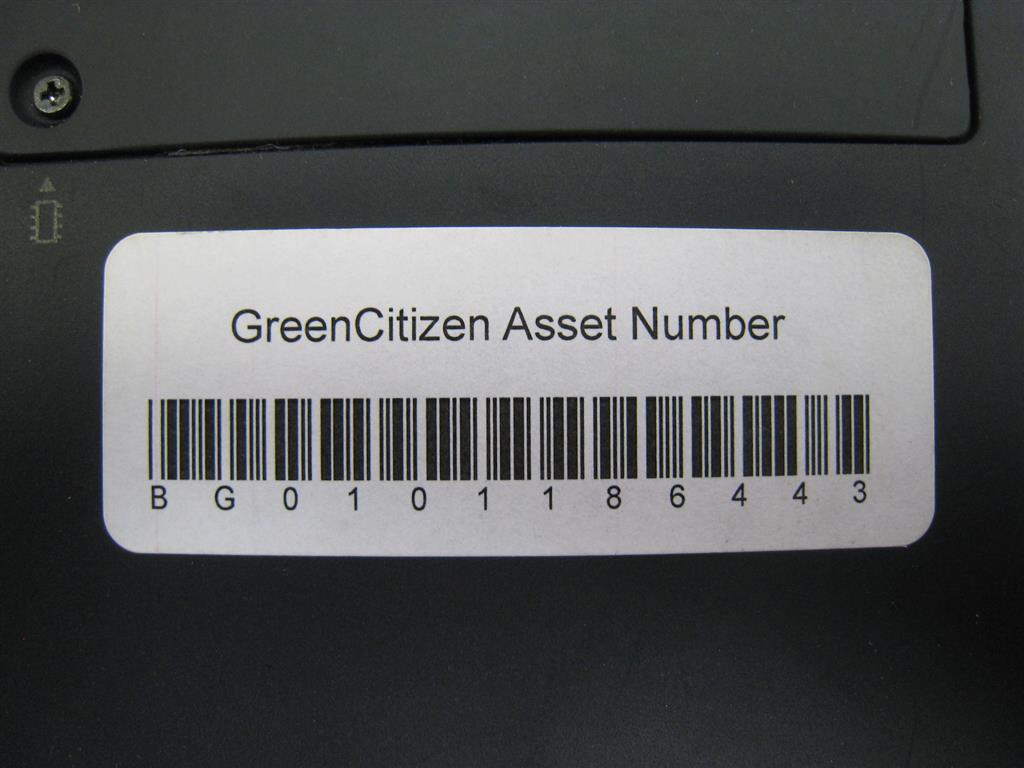 GreenCitizen Asset Number
B G 0 1 0 1 1 8 6 4 4 3